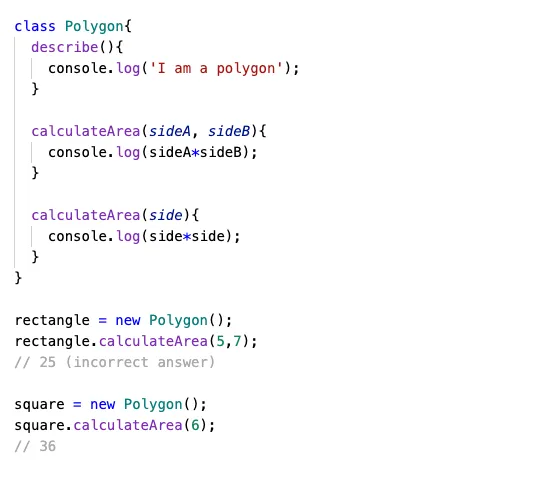 class Polygon{
  describe(){
    console.log('I am a polygon');
  }

  calculateArea(sideA, sideB){
    console.log(sideA*sideB);
  }

  calculateArea(side){
    console.log(side*side);
  }
}

rectangle = new Polygon();
rectangle.calculateArea(5,7);
// 25 (incorrect answer)

square = new Polygon();
square.calculateArea(6);
// 36